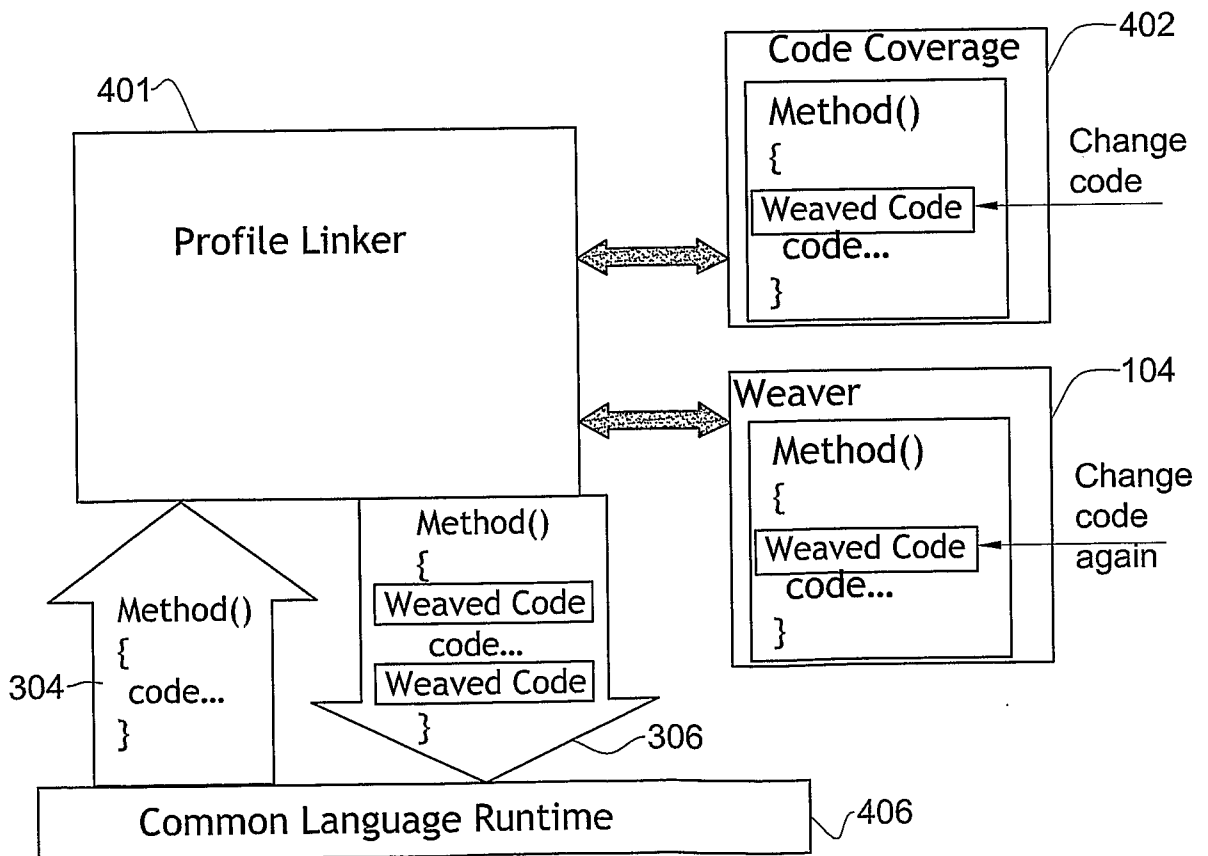 401
Profile Linker
Code Coverage
402
Method()
{
Weaved Code
code...
}
Change
code
Weaver
104
Method()
{
Weaved Code
code...
}
Change
code
again
304
Method()
{
code...
}
Method()
{
Weaved Code
code...
Weaved Code
}
306
Common Language Runtime
406